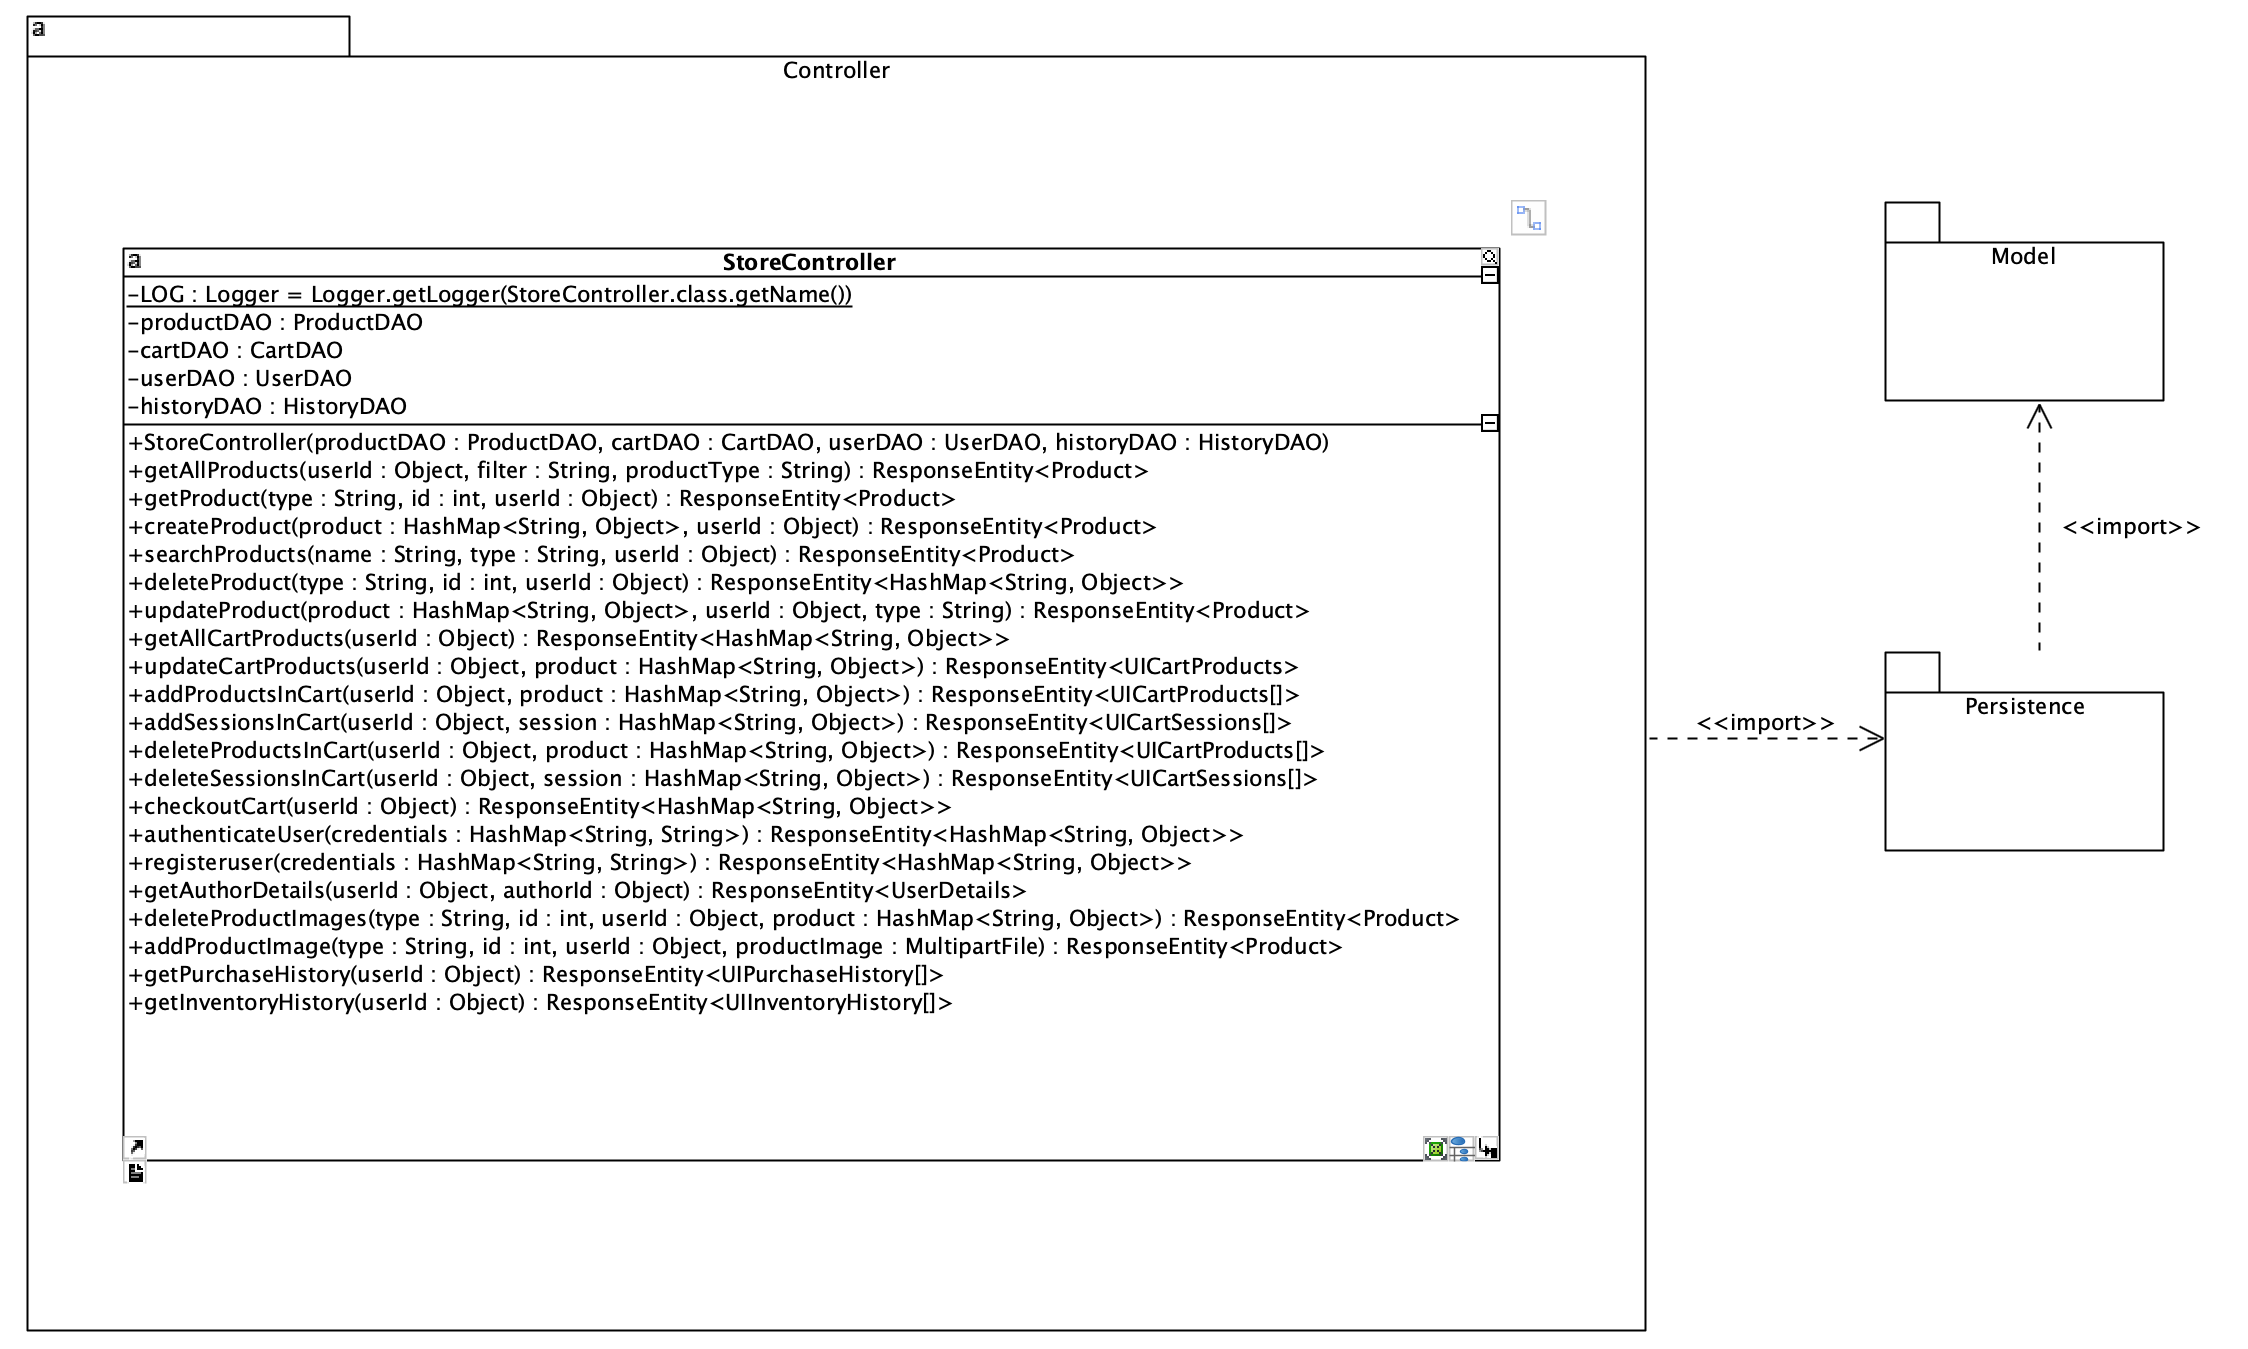 a
Controller
a
StoreController
-LOG : Logger = Logger.getLogger(StoreController.class.getName())
-productDAO : ProductDAO
-cartDAO : CartDAO
-userDAO : UserDAO
-historyDAO : HistoryDAO
+StoreController(productDAO : ProductDAO, cartDAO : CartDAO, userDAO : UserDAO, historyDAO : HistoryDAO)
+getAllProducts(userId : Object, filter : String, productType : String) : ResponseEntity<Product>
+getProduct(type : String, id : int, userId : Object) : ResponseEntity<Product>
+createProduct(product : HashMap<String, Object>, userId : Object) : ResponseEntity<Product>
+searchProducts(name : String, type : String, userId : Object) : ResponseEntity<Product>
+deleteProduct(type : String, id : int, userId : Object) : ResponseEntity<HashMap<String, Object>>
+updateProduct(product : HashMap<String, Object>, userId : Object, type : String) : ResponseEntity<Product>
+getAllCartProducts(userId : Object) : ResponseEntity<HashMap<String, Object>>
+updateCartProducts(userId : Object, product : HashMap<String, Object>) : ResponseEntity<UICartProducts>
+addProductsInCart(userId : Object, product : HashMap<String, Object>) : ResponseEntity<UICartProducts[]>
+addSessionsInCart(userId : Object, session : HashMap<String, Object>) : ResponseEntity<UICartSessions[]>
+deleteProductsInCart(userId : Object, product : HashMap<String, Object>) : ResponseEntity<UICartProducts[]>
+deleteSessionsInCart(userId : Object, session : HashMap<String, Object>) : ResponseEntity<UICartSessions[]>
+checkoutCart(userId : Object) : ResponseEntity<HashMap<String, Object>>
+authenticateUser(credentials : HashMap<String, String>) : ResponseEntity<HashMap<String, Object>>
+registeruser(credentials : HashMap<String, String>) : ResponseEntity<HashMap<String, Object>>
+getAuthorDetails(userId : Object, authorId : Object) : ResponseEntity<UserDetails>
+deleteProductImages(type : String, id : int, userId : Object, product : HashMap<String, Object>) : ResponseEntity<Product>
+addProductImage(type : String, id : int, userId : Object, productImage : MultipartFile) : ResponseEntity<Product>
+getPurchaseHistory(userId : Object) : ResponseEntity<UIPurchaseHistory[]>
+getInventoryHistory(userId : Object) : ResponseEntity<UIInventoryHistory[]>
<<import>>
Model
<<import>>
Persistence